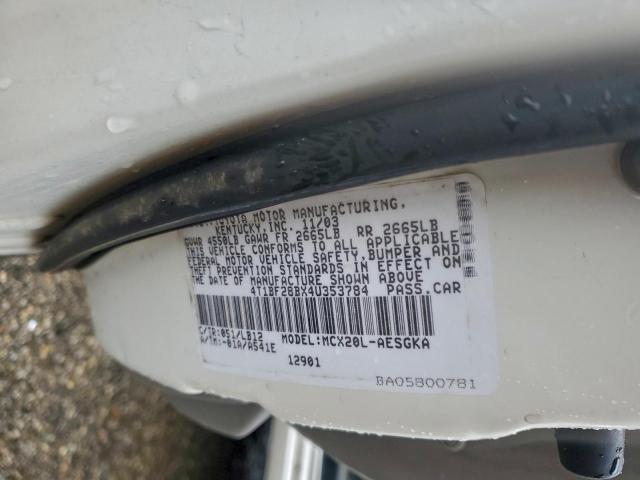 TOYOTA MOTOR MANUFACTURING,
KENTUCKY,INC. 11/03
GVWR 4550LB GAWR FR 2665LB RR 2665LB
THIS VEHICLE CONFORMS TO ALL APPLICABLE
FEDERAL MOTOR VEHICLE SAFETY,BUMPER AND
THEFT PREVENTION STANDARDS IN EFFECT ON
THE DATE OF MANUFACTURE SHOWN ABOVE
4T1BF28BX4U353784 PASS.CAR
C/TR:051/LB12 MODEL:MCX20L-AESGKA
A/TM:-01A/A541E
12901
BA05800781